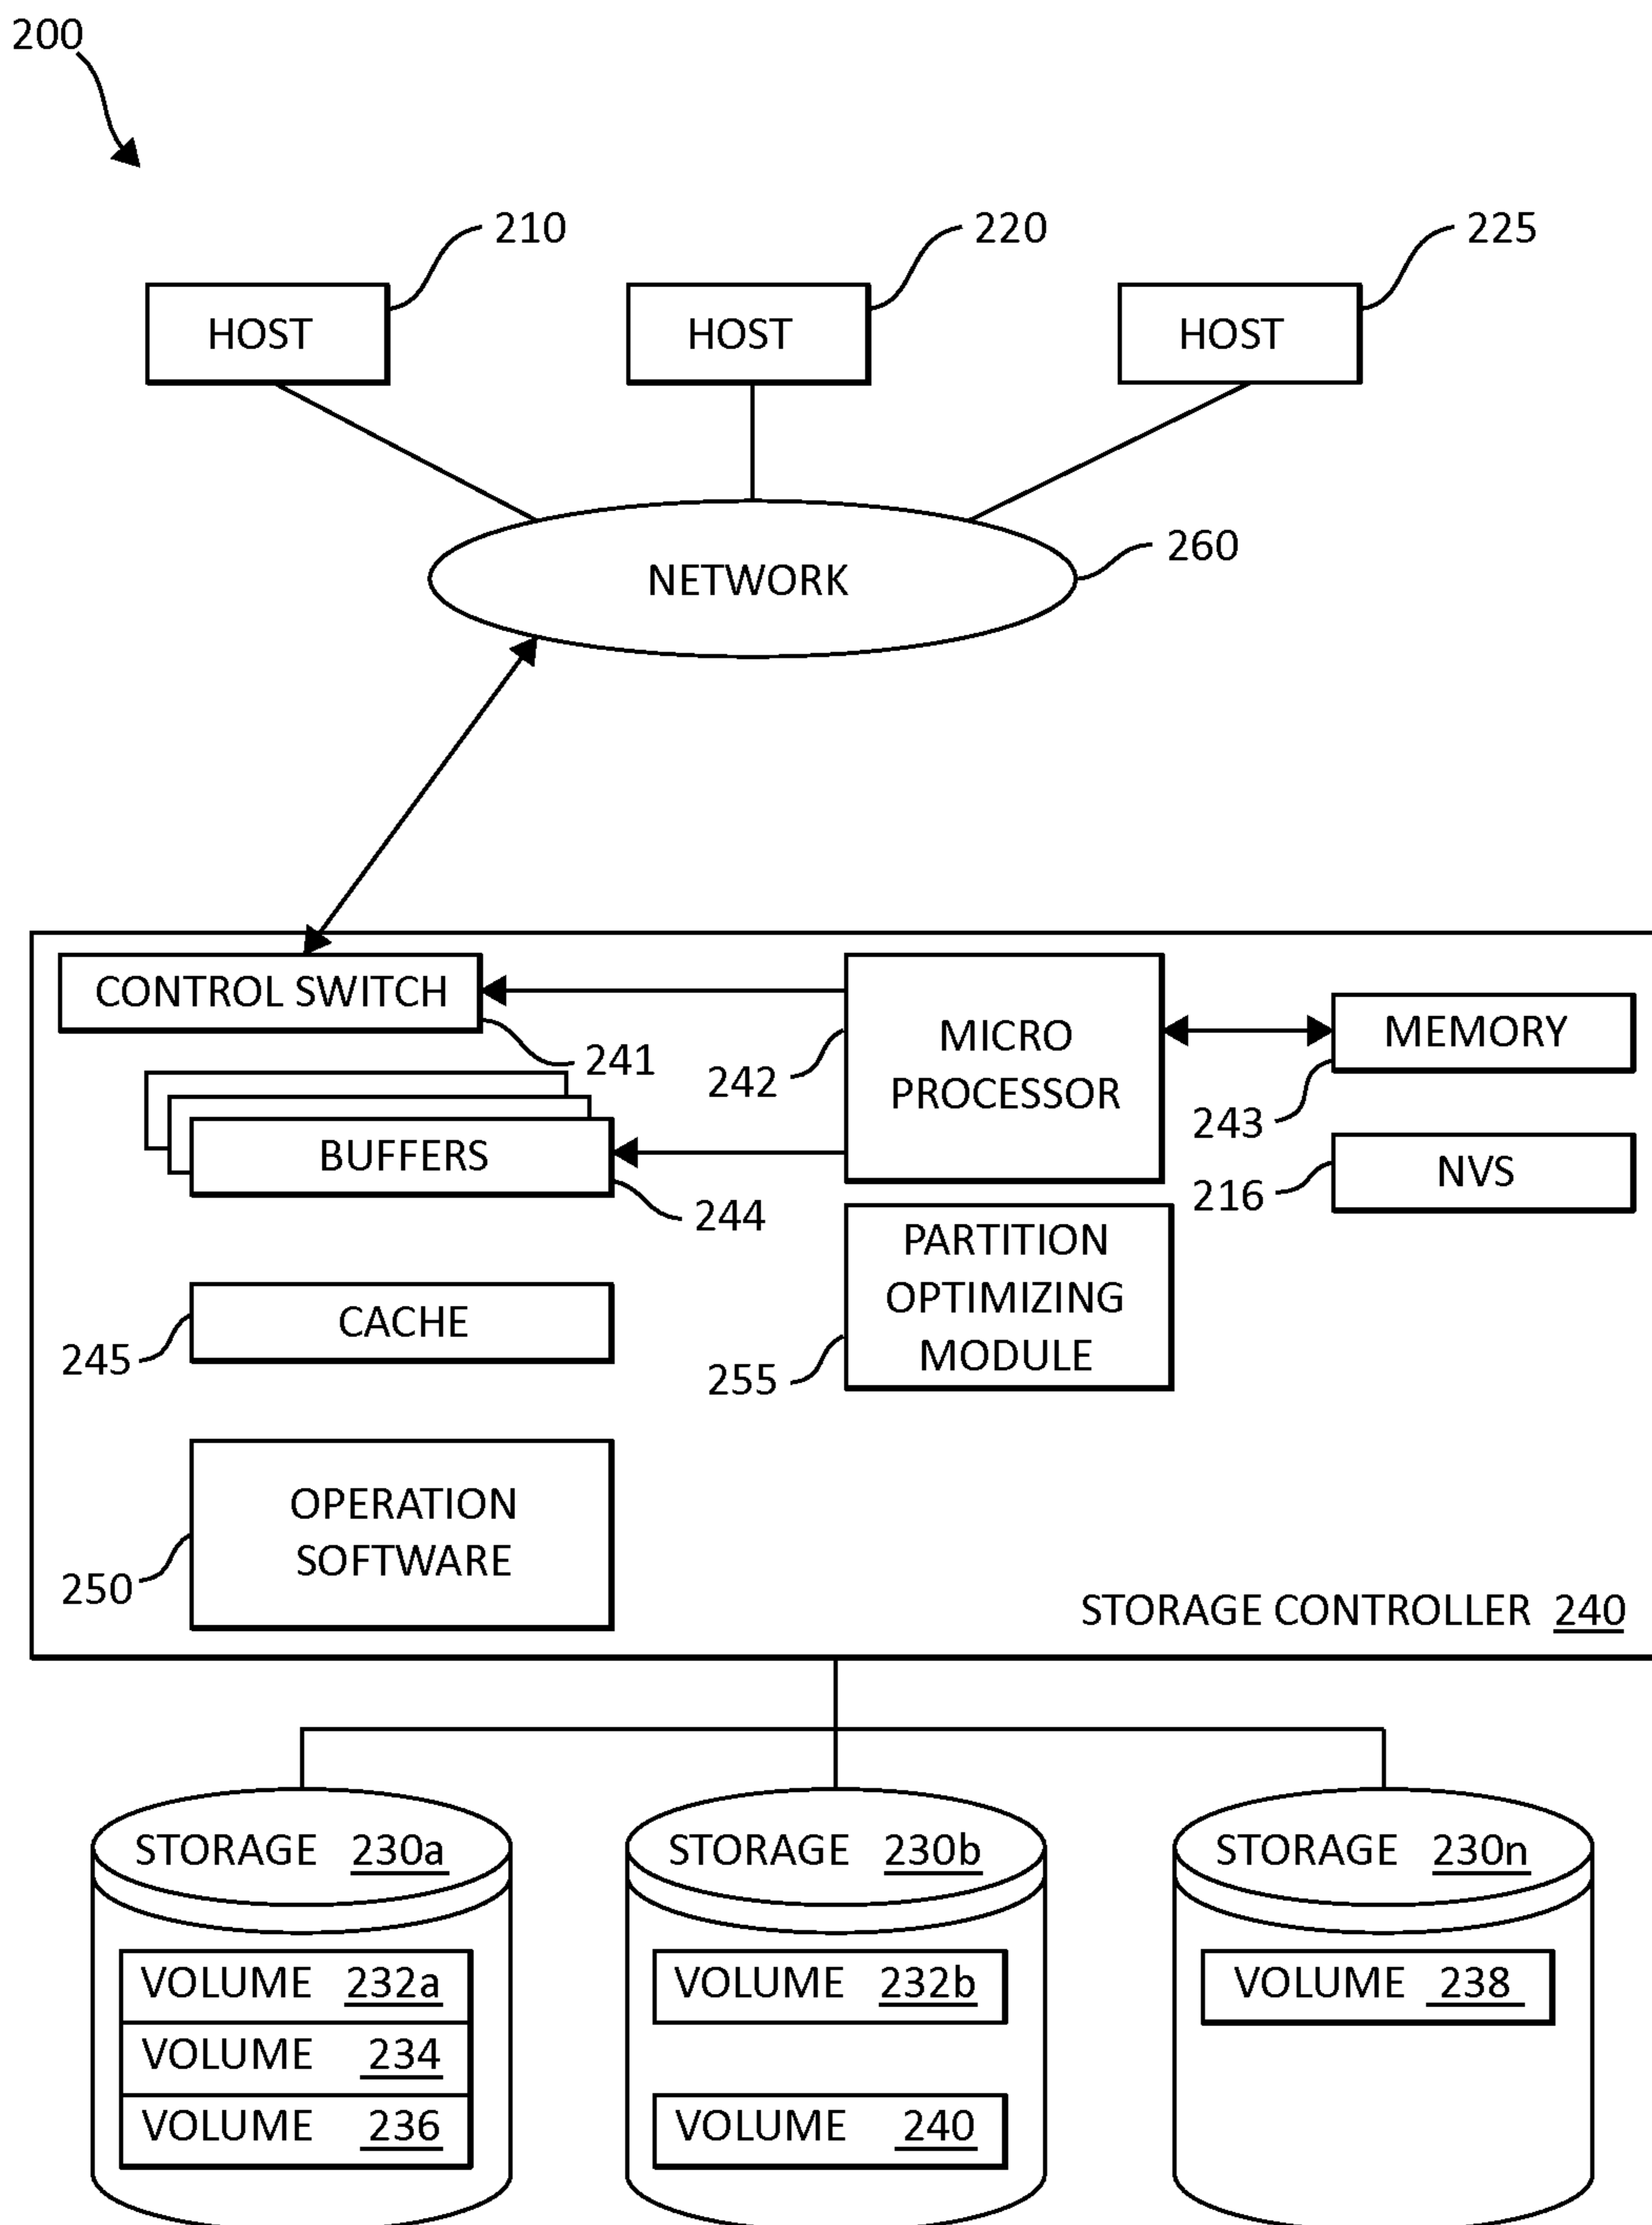 200
210
220
225
HOST
HOST
HOST
260
NETWORK
CONTROL SWITCH
241
242
MICRO
PROCESSOR
MEMORY
243
BUFFERS
244
NVS
216
PARTITION
OPTIMIZING
MODULE
255
CACHE
245
OPERATION
SOFTWARE
250
STORAGE CONTROLLER 240
STORAGE 230a
STORAGE 230b
STORAGE 230n
VOLUME 232a
VOLUME 234
VOLUME 236
VOLUME 232b
VOLUME 240
VOLUME 238